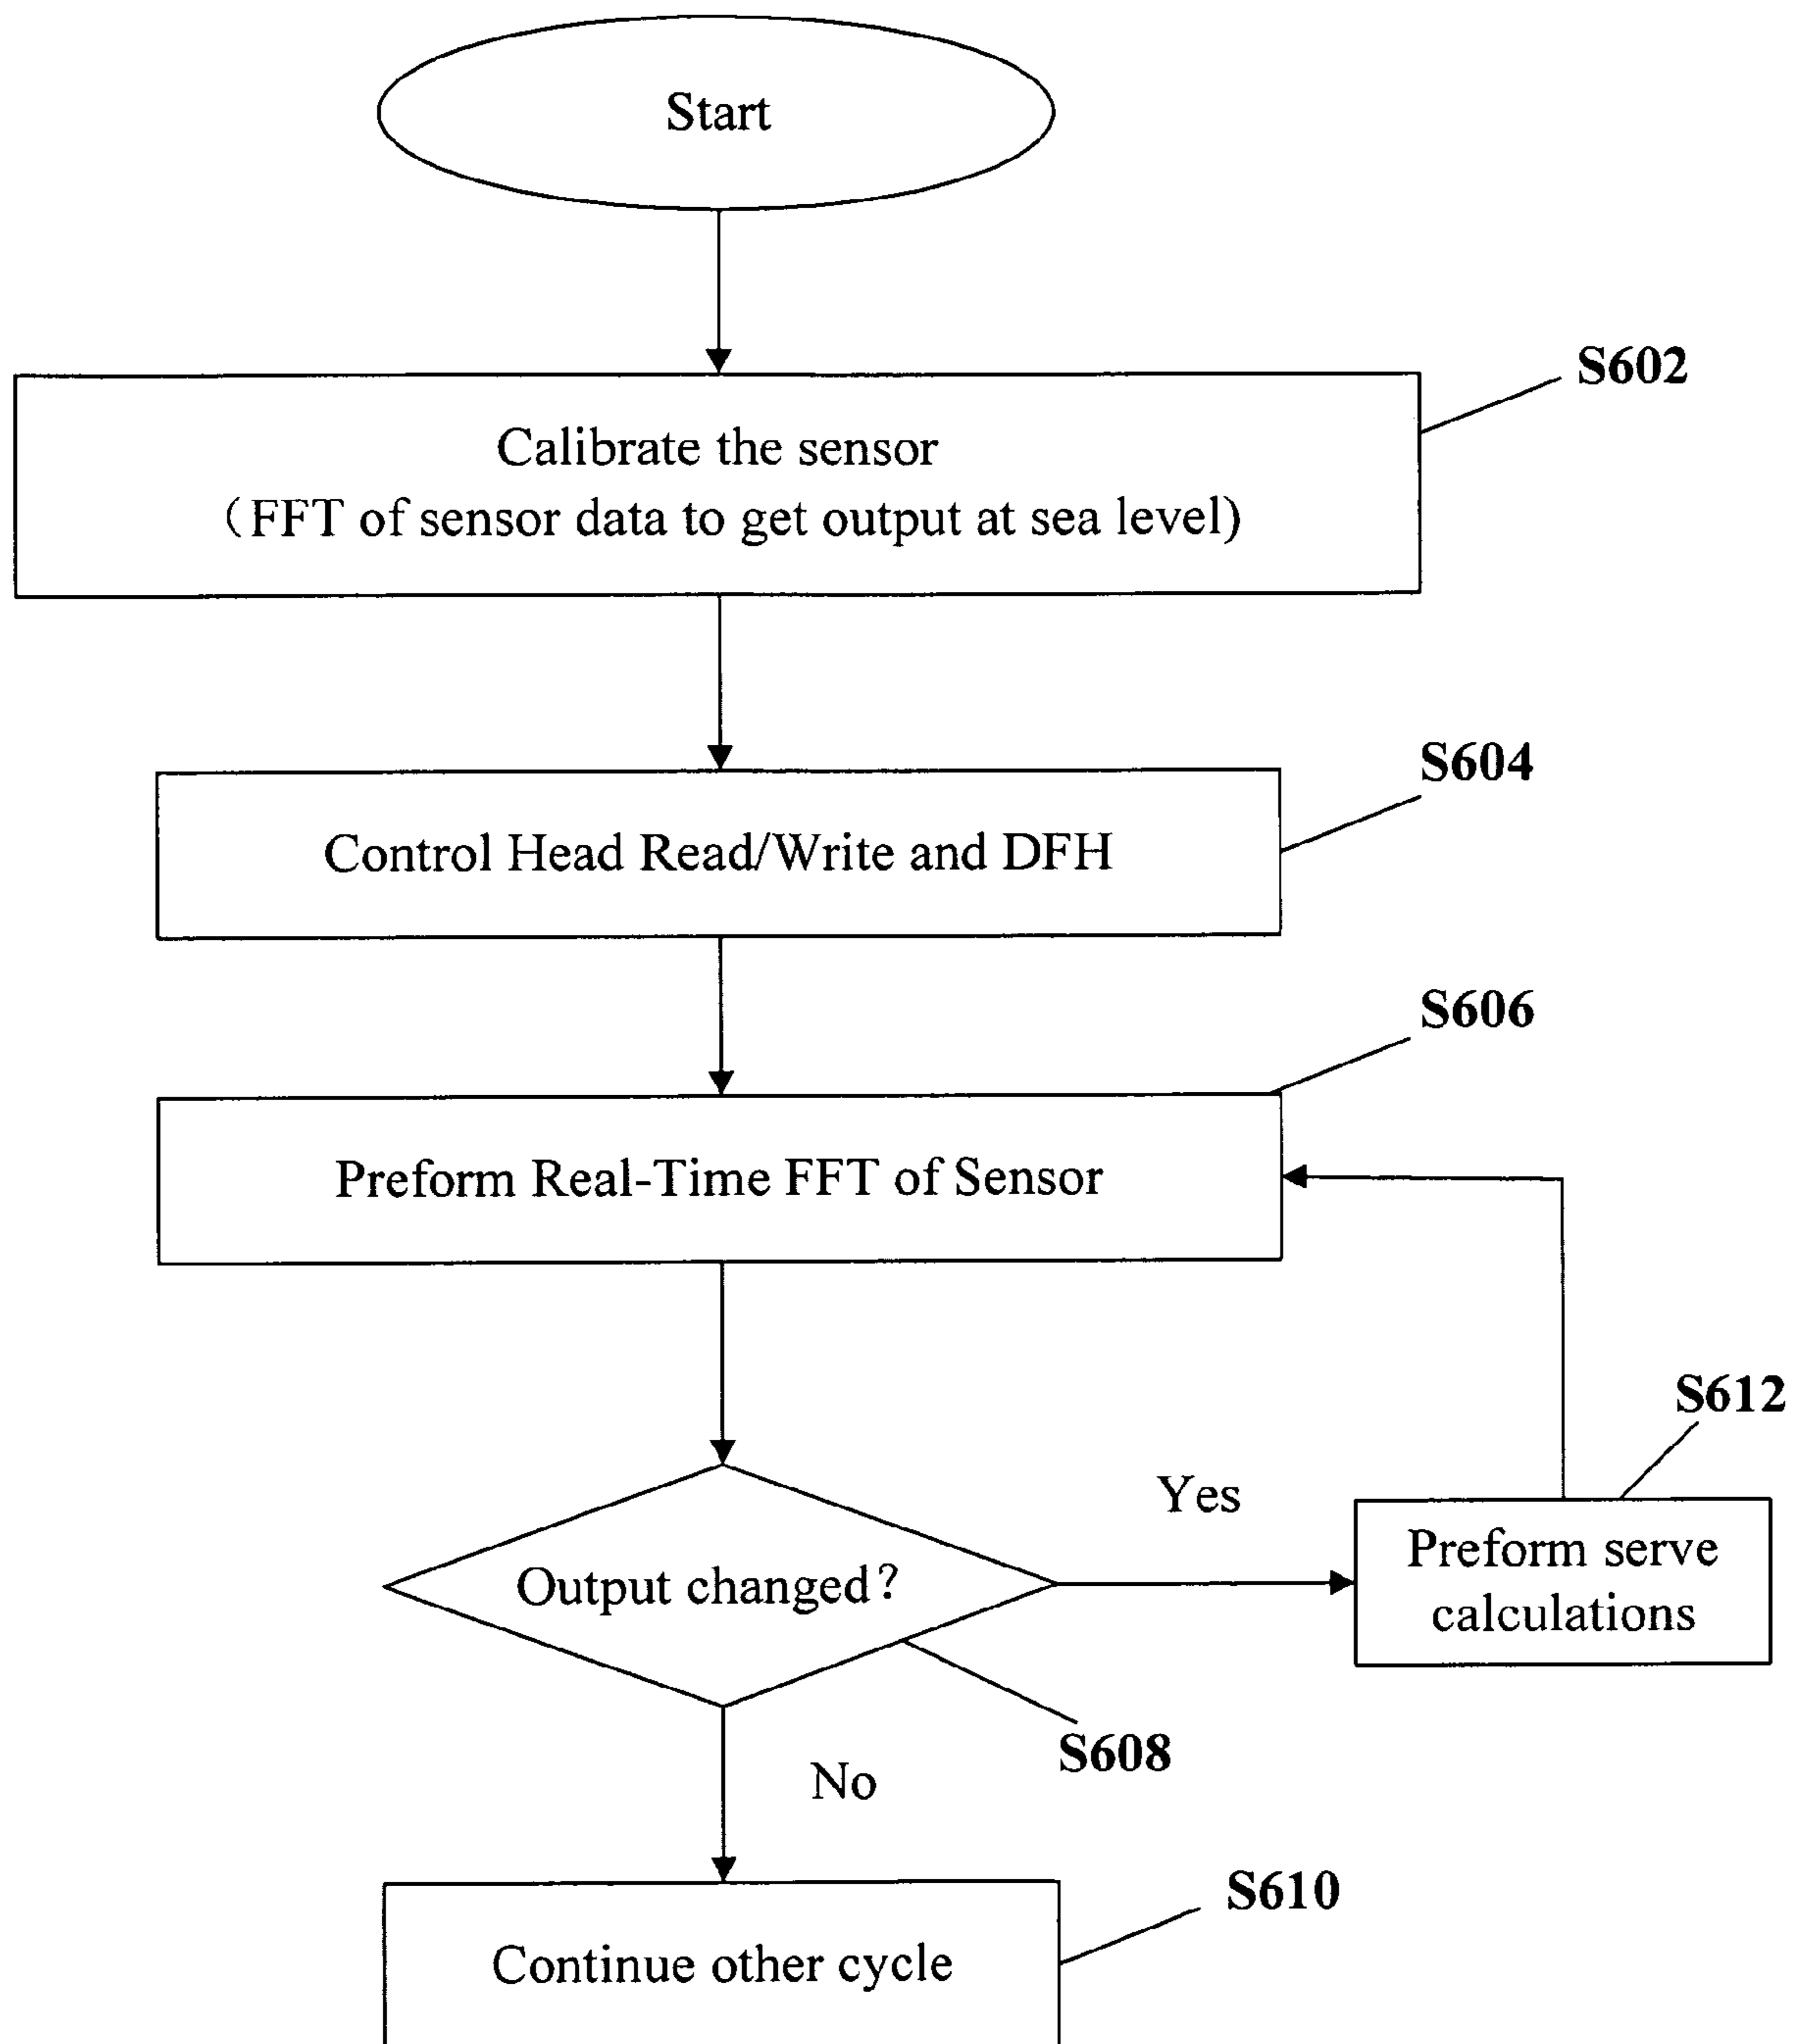 Start
S602
Calibrate the sensor
（FFT of sensor data to get output at sea level)
S604
Control Head Read/Write and DFH
S606
Preform Real-Time FFT of Sensor
S612
Yes
Preform serve
calculations
Output changed?
S608
No
S610
Continue other cycle